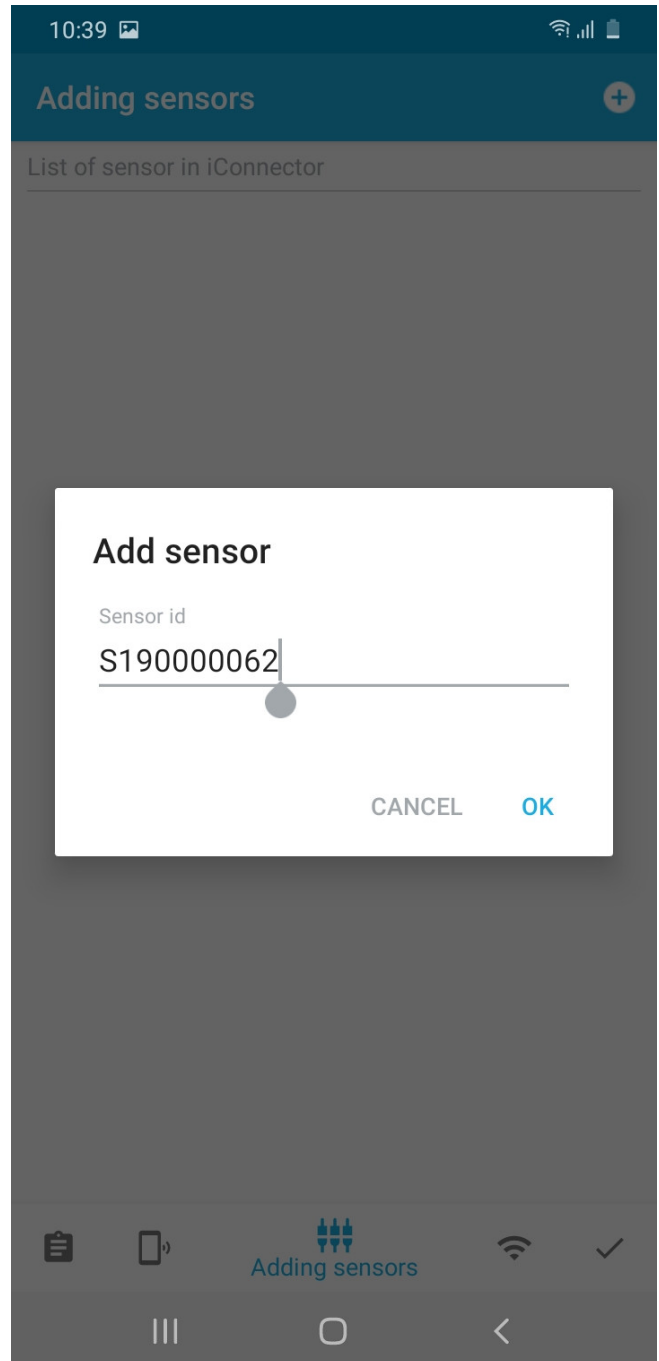 10:39
Adding sensors
List of sensor in iConnector
Add sensor
Sensor id
S190000062
CANCEL OK
Adding sensors